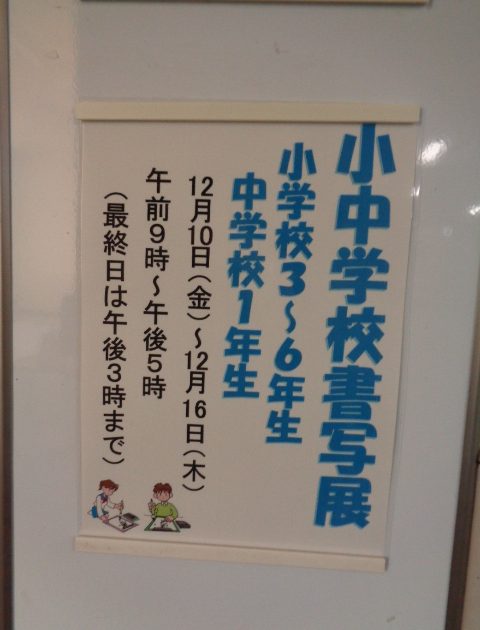 小中学校書写展
小学校3～6年生
中学校1年生
12月10日(金)～12月16日(木)
午前9時～午後5時
(最終日は午後3時まで)